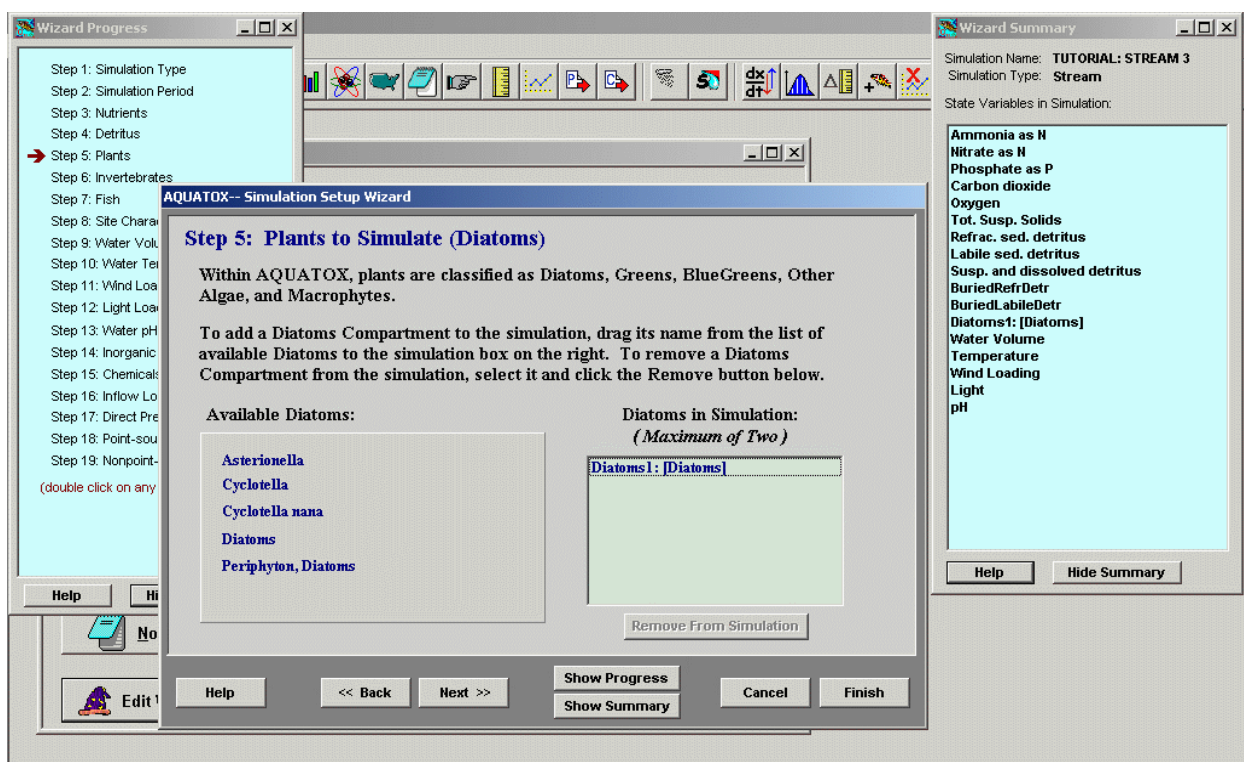 Wizard Progress
Step 1: Simulation Type
Step 2: Simulation Period
Step 3: Nutrients
Step 4: Detritus
Step 5: Plants
Step 6: Invertebrates
Step 7: Fish
Step 8: Site Chara
Step 9: Water Volu
Step 10: Water Te
Step 11: Wind Loa
Step 12: Light Loa
Step 13: Water pH
Step 14: Inorganic
Step 15: Chemicals
Step 16: Inflow Lo
Step 17: Direct Pre
Step 18: Point-sou
Step 19: Nonpoint-
(double click on any
Help
Hi
No
Edit
AQUATOX-- Simulation Setup Wizard
Step 5: Plants to Simulate (Diatoms)
Within AQUATOX, plants are classified as Diatoms, Greens, BlueGreens, Other
Algae, and Macrophytes.
To add a Diatoms Compartment to the simulation, drag its name from the list of
available Diatoms to the simulation box on the right. To remove a Diatoms
Compartment from the simulation, select it and click the Remove button below.
Available Diatoms:
Asterionella
Cyclotella
Cyclotella nana
Diatoms
Periphyton, Diatoms
Diatoms in Simulation:
( Maximum of Two )
Diatoms1: [Diatoms]
Remove From Simulation
Help
<< Back
Next >>
Show Progress
Show Summary
Cancel
Finish
Wizard Summary
Simulation Name: TUTORIAL: STREAM 3
Simulation Type: Stream
State Variables in Simulation:
Ammonia as N
Nitrate as N
Phosphate as P
Carbon dioxide
Oxygen
Tot. Susp. Solids
Refrac. sed. detritus
Labile sed. detritus
Susp. and dissolved detritus
BuriedRefrDetr
BuriedLabileDetr
Diatoms1: [Diatoms]
Water Volume
Temperature
Wind Loading
Light
pH
Help
Hide Summary